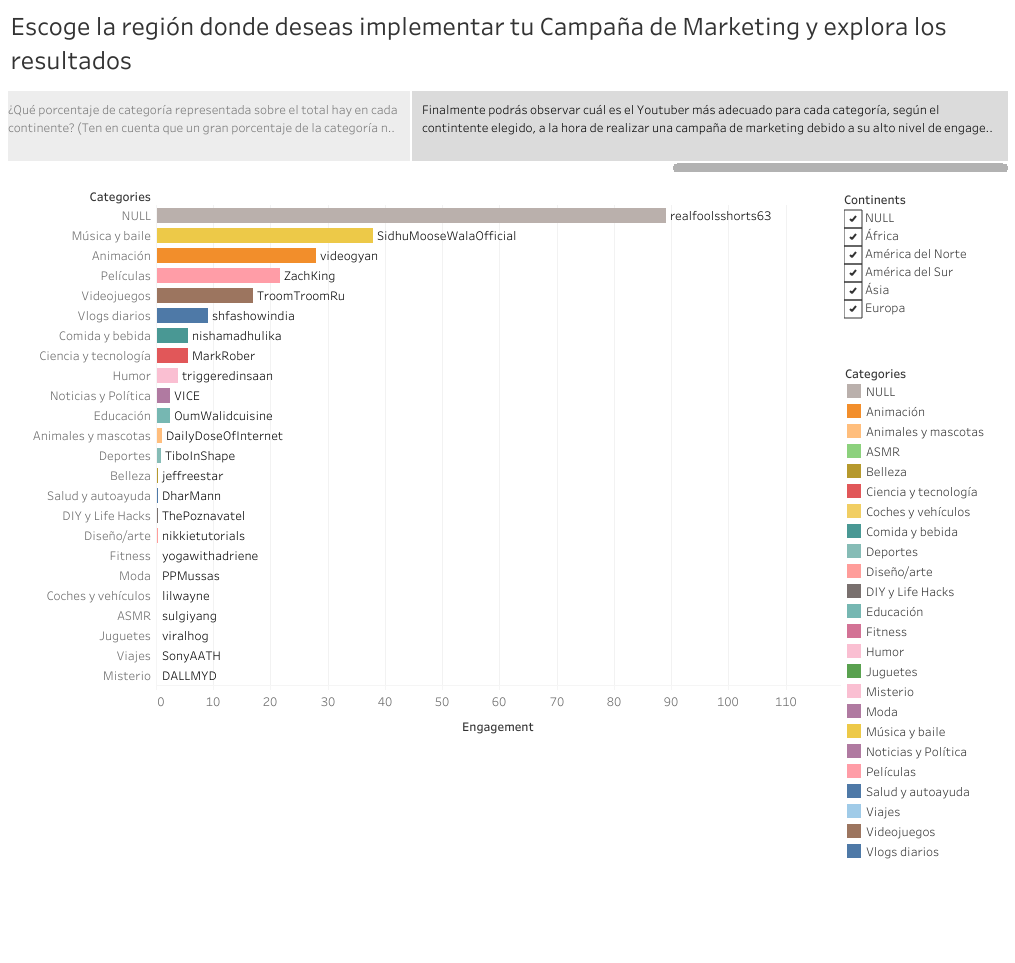 Escoge la región donde deseas implementar tu Campaña de Marketing y explora los
resultados
¿Qué porcentaje de categoría representada sobre el total hay en cada
continente? (Ten en cuenta que un gran porcentaje de la categoría n..
Finalmente podrás observar cuál es el Youtuber más adecuado para cada categoría, según el
contintente elegido, a la hora de realizar una campaña de marketing debido a su alto nivel de engage..
Categories
NULL realfoolsshorts63
Música y baile SidhuMooseWalaOfficial
Animación videogyan
Películas ZachKing
Videojuegos TroomTroomRu
Vlogs diarios shfashowindia
Comida y bebida nishamadhulika
Ciencia y tecnología MarkRober
Humor triggeredinsaan
Noticias y Política VICE
Educación OumWalidcuisine
Animales y mascotas DailyDoseOfInternet
Deportes TiboInShape
Belleza jeffreestar
Salud y autoayuda DharMann
DIY y Life Hacks ThePoznavatel
Diseño/arte nikkietutorials
Fitness yogawithadriene
Moda PPMussas
Coches y vehículos lilwayne
ASMR sulgiyang
Juguetes viralhog
Viajes SonyAATH
Misterio DALLMYD
0 10 20 30 40 50 60 70 80 90 100 110
Engagement
Continents
NULL
África
América del Norte
América del Sur
Ásia
Europa
Categories
NULL
Animación
Animales y mascotas
ASMR
Belleza
Ciencia y tecnología
Coches y vehículos
Comida y bebida
Deportes
Diseño/arte
DIY y Life Hacks
Educación
Fitness
Humor
Juguetes
Misterio
Moda
Música y baile
Noticias y Política
Películas
Salud y autoayuda
Viajes
Videojuegos
Vlogs diarios